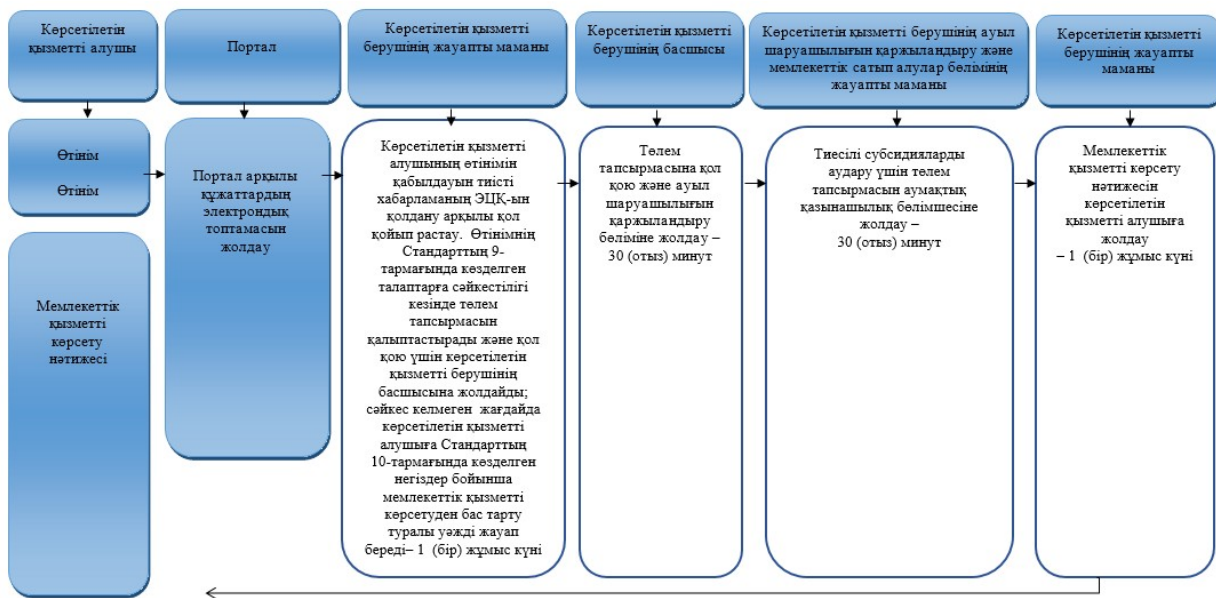 Көрсетілетін
қызметті алушы
Портал
Көрсетілетін қызметті
берушінің жауапты маманы
Көрсетілетін қызметті
берушінің басшысы
Көрсетілетін қызметті берушінің ауыл
шаруашылығын қаржыландыру және
мемлекеттік сатып алулар бөлімінің
жауапты маманы
Көрсетілетін қызметті
берушінің жауапты
маманы
Өтінім
Өтінім
Мемлекеттік
қызметті
көрсету
нәтижесі
Портал арқылы
құжаттардың
электрондық
топтамасын
жолдау
Көрсетілетін қызметті
алушының өтінімін
қабылдауын тиісті
хабарламаның ЭЦК-ын
қолдану арқылы қол
қойып растау. Өтінімнің
Стандарттың 9-
тармағында көзделген
талаптарға сәйкестілігі
кезінде төлем
тапсырмасын
қалыптастырады және қол
қою үшін көрсетілетін
қызметті берушінің
басшысына жолдайды;
сәйкес келмеген жағдайда
көрсетілетін қызметті
алушыға Стандарттың
10-тармағында көзделген
негіздер бойынша
мемлекеттік қызметті
көрсетуден бас тарту
туралы уәжді жауап
береді– 1 (бір) жұмыс күні
Төлем
тапсырмасына қол
қою және ауыл
шаруашылығын
қаржыландыру
бөліміне жолдау –
30 (отыз) минут
Тиесілі субсидияларды
аудару үшін төлем
тапсырмасын аумақтық
қазынашылық бөлімшесіне
жолдау –
30 (отыз) минут
Мемлекеттік
қызметті көрсету
нәтижесін
көрсетілетін
қызметті алушыға
жолдау
– 1 (бір) жұмыс күні